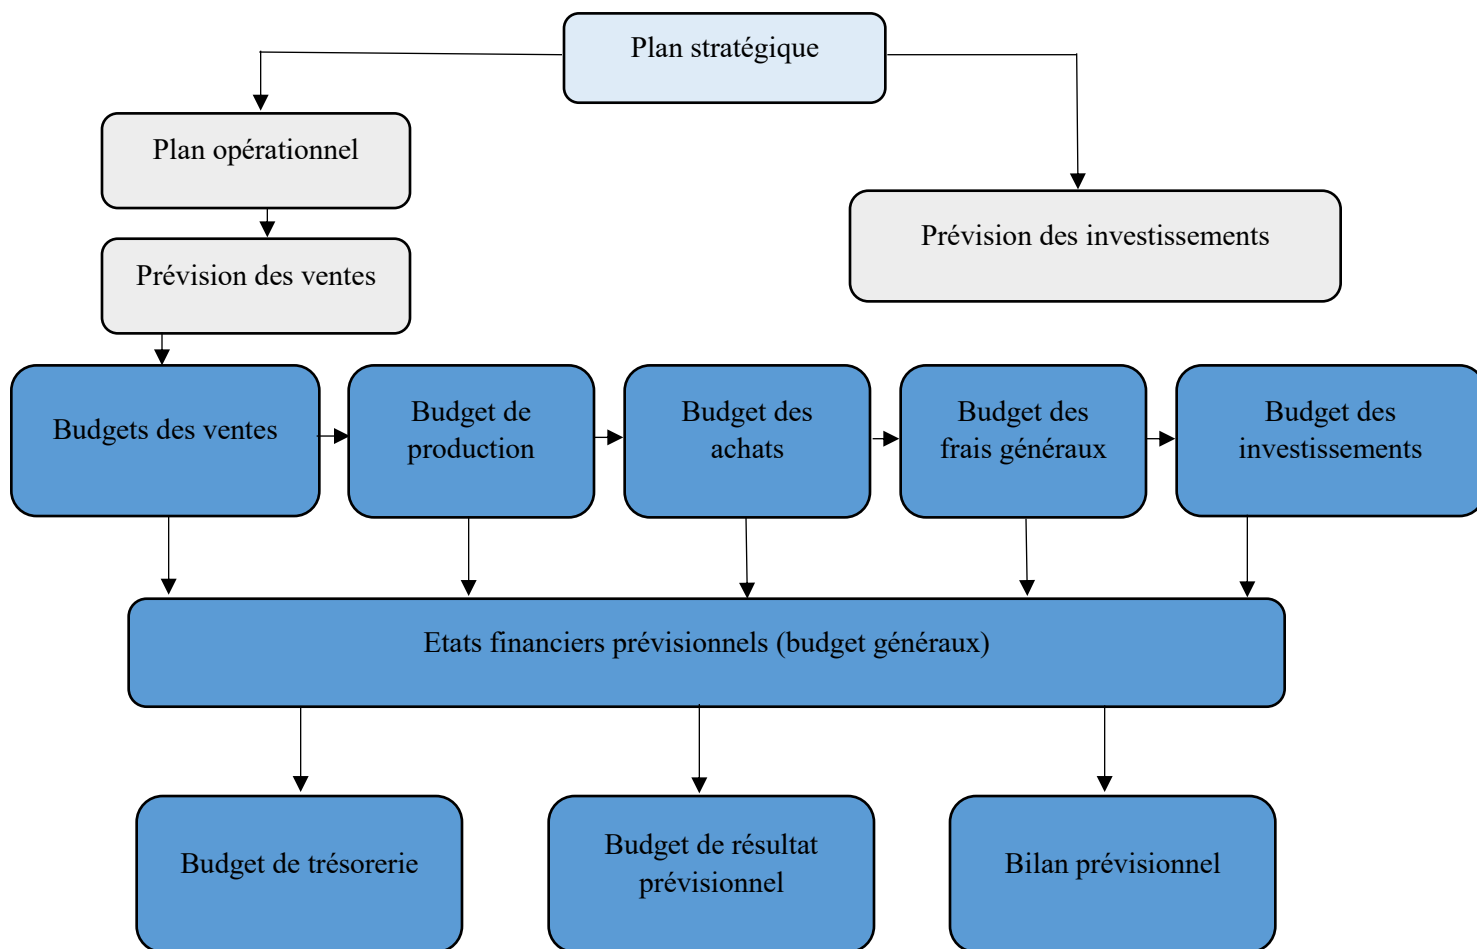 Plan stratégique
Plan opérationnel
Prévision des investissements
Prévision des ventes
Budgets des ventes
Budget de
production
Budget des
achats
Budget des
frais généraux
Budget des
investissements
Etats financiers prévisionnels (budget généraux)
Budget de trésorerie
Budget de résultat
prévisionnel
Bilan prévisionnel